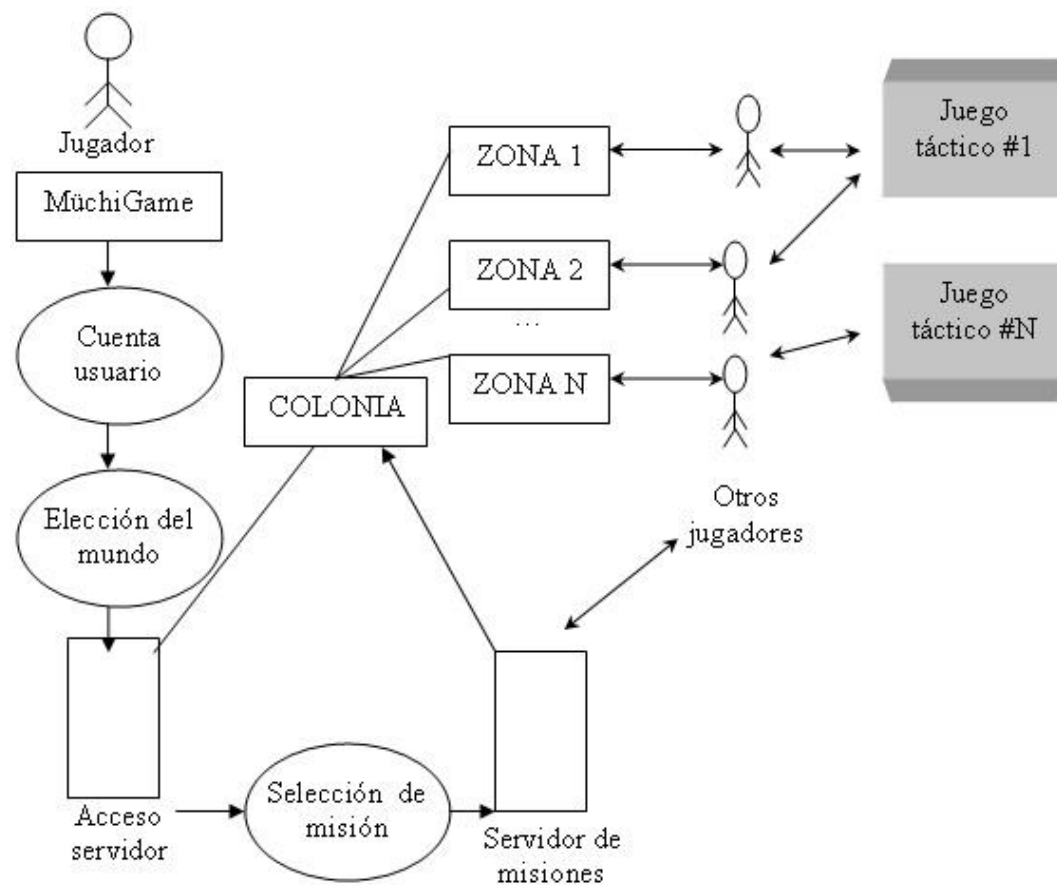 Jugador
MüchiGame
Cuenta
usuario
Elección del
mundo
Acceso
servidor
Selección de
misión
Servidor de
misiones
COLONIA
ZONA 1
ZONA 2
...
ZONA N
Otros
jugadores
Juego
táctico #1
Juego
táctico #N